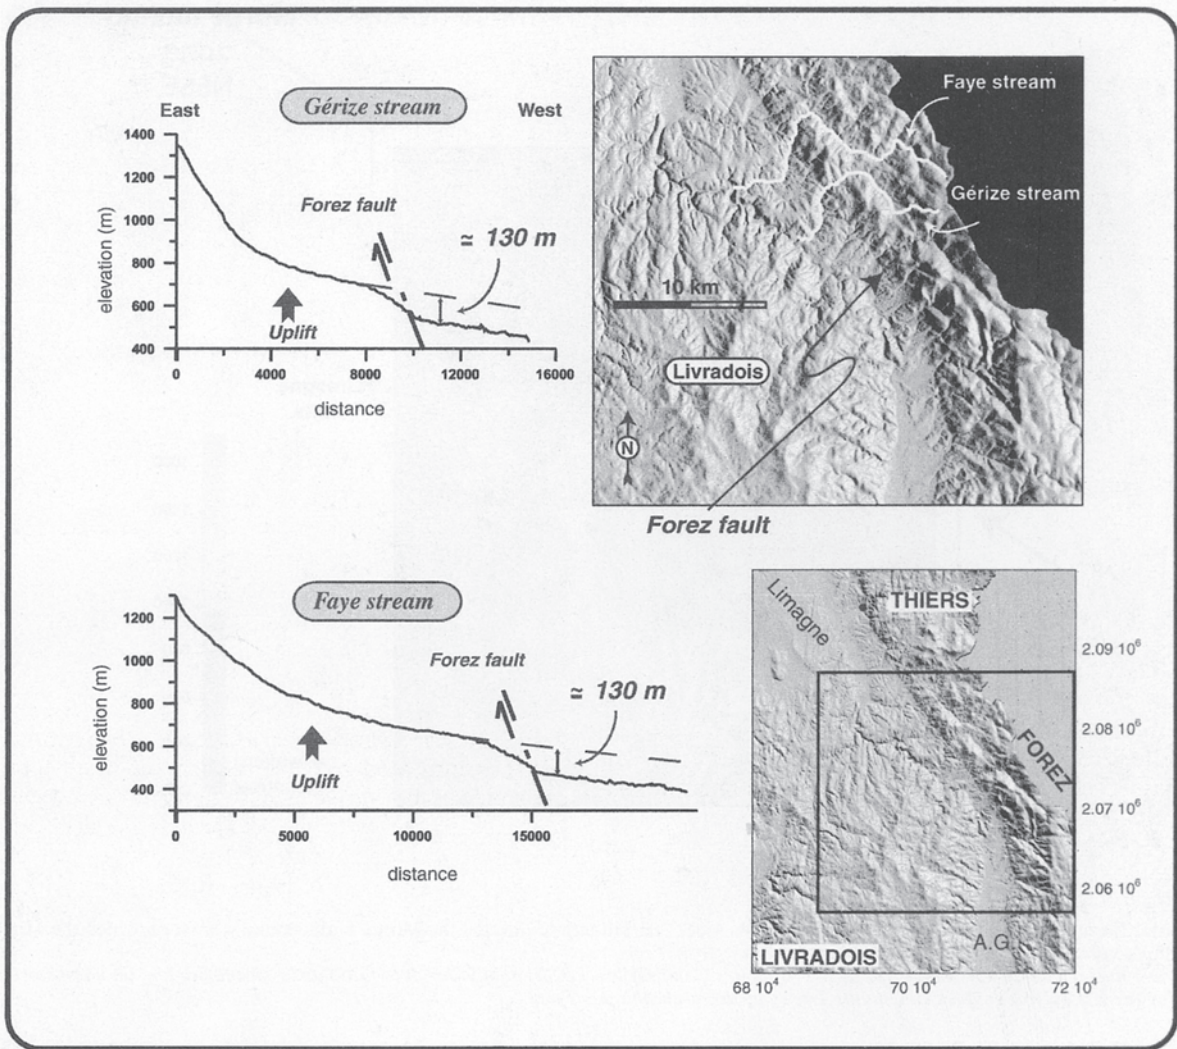 East
Gérize stream
West
1400
1200
1000
800
600
400
elevation (m)
Forez fault
≃ 130 m
Uplift
0 4000 8000 12000 16000
distance
Faye stream
Gérize stream
10 km
Livradois
N
Forez fault
Faye stream
1200
1000
800
600
400
elevation (m)
Forez fault
≃ 130 m
Uplift
0 5000 10000 15000
distance
Limagne
THIERS
FOREZ
A.G.
LIVRADOIS
2.09 10⁶
2.08 10⁶
2.07 10⁶
2.06 10⁶
68 10⁴ 70 10⁴ 72 10⁴